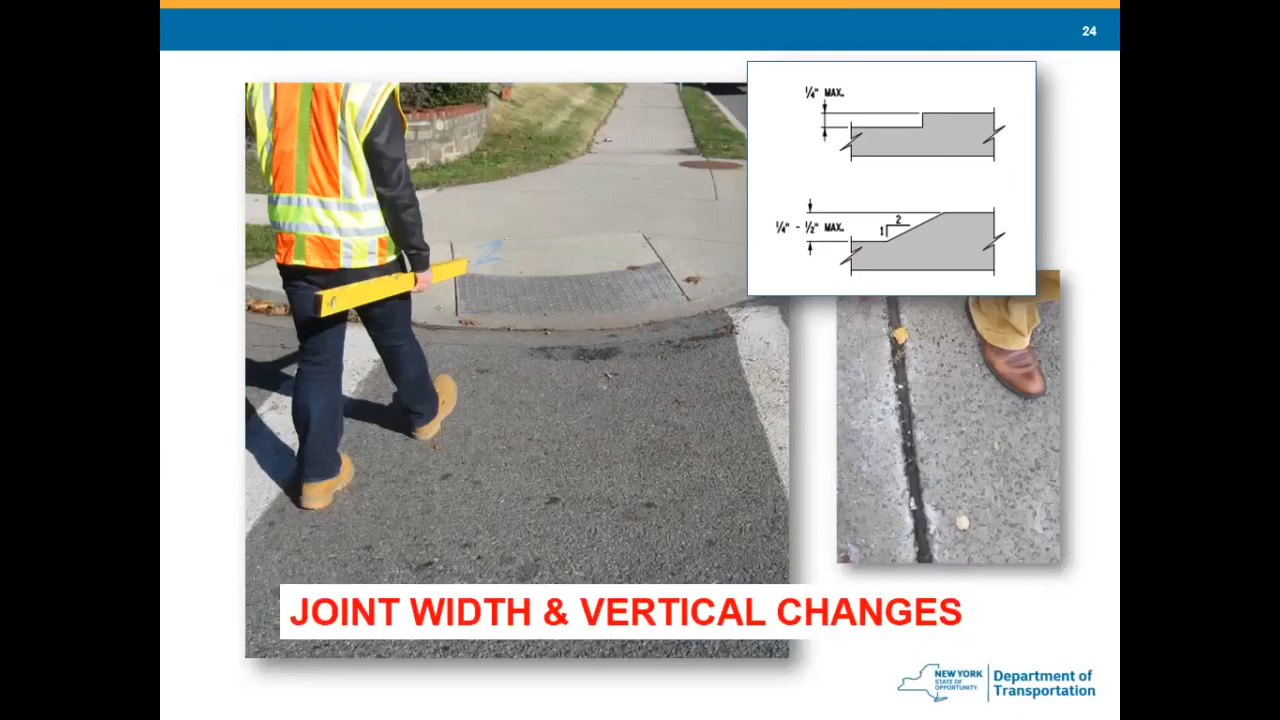 24
¼" MAX.
2
1
¼" - ½" MAX.
JOINT WIDTH & VERTICAL CHANGES
NEW YORK
STATE OF
OPPORTUNITY
Department of
Transportation